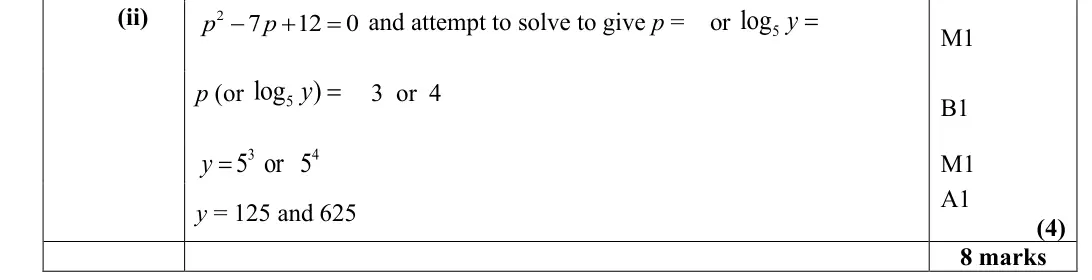 (ii) p² − 7p + 12 = 0 and attempt to solve to give p = or log₅ y = M1
p (or log₅ y) = 3 or 4 B1
y = 5³ or 5⁴ M1
y = 125 and 625 A1
(4)
8 marks